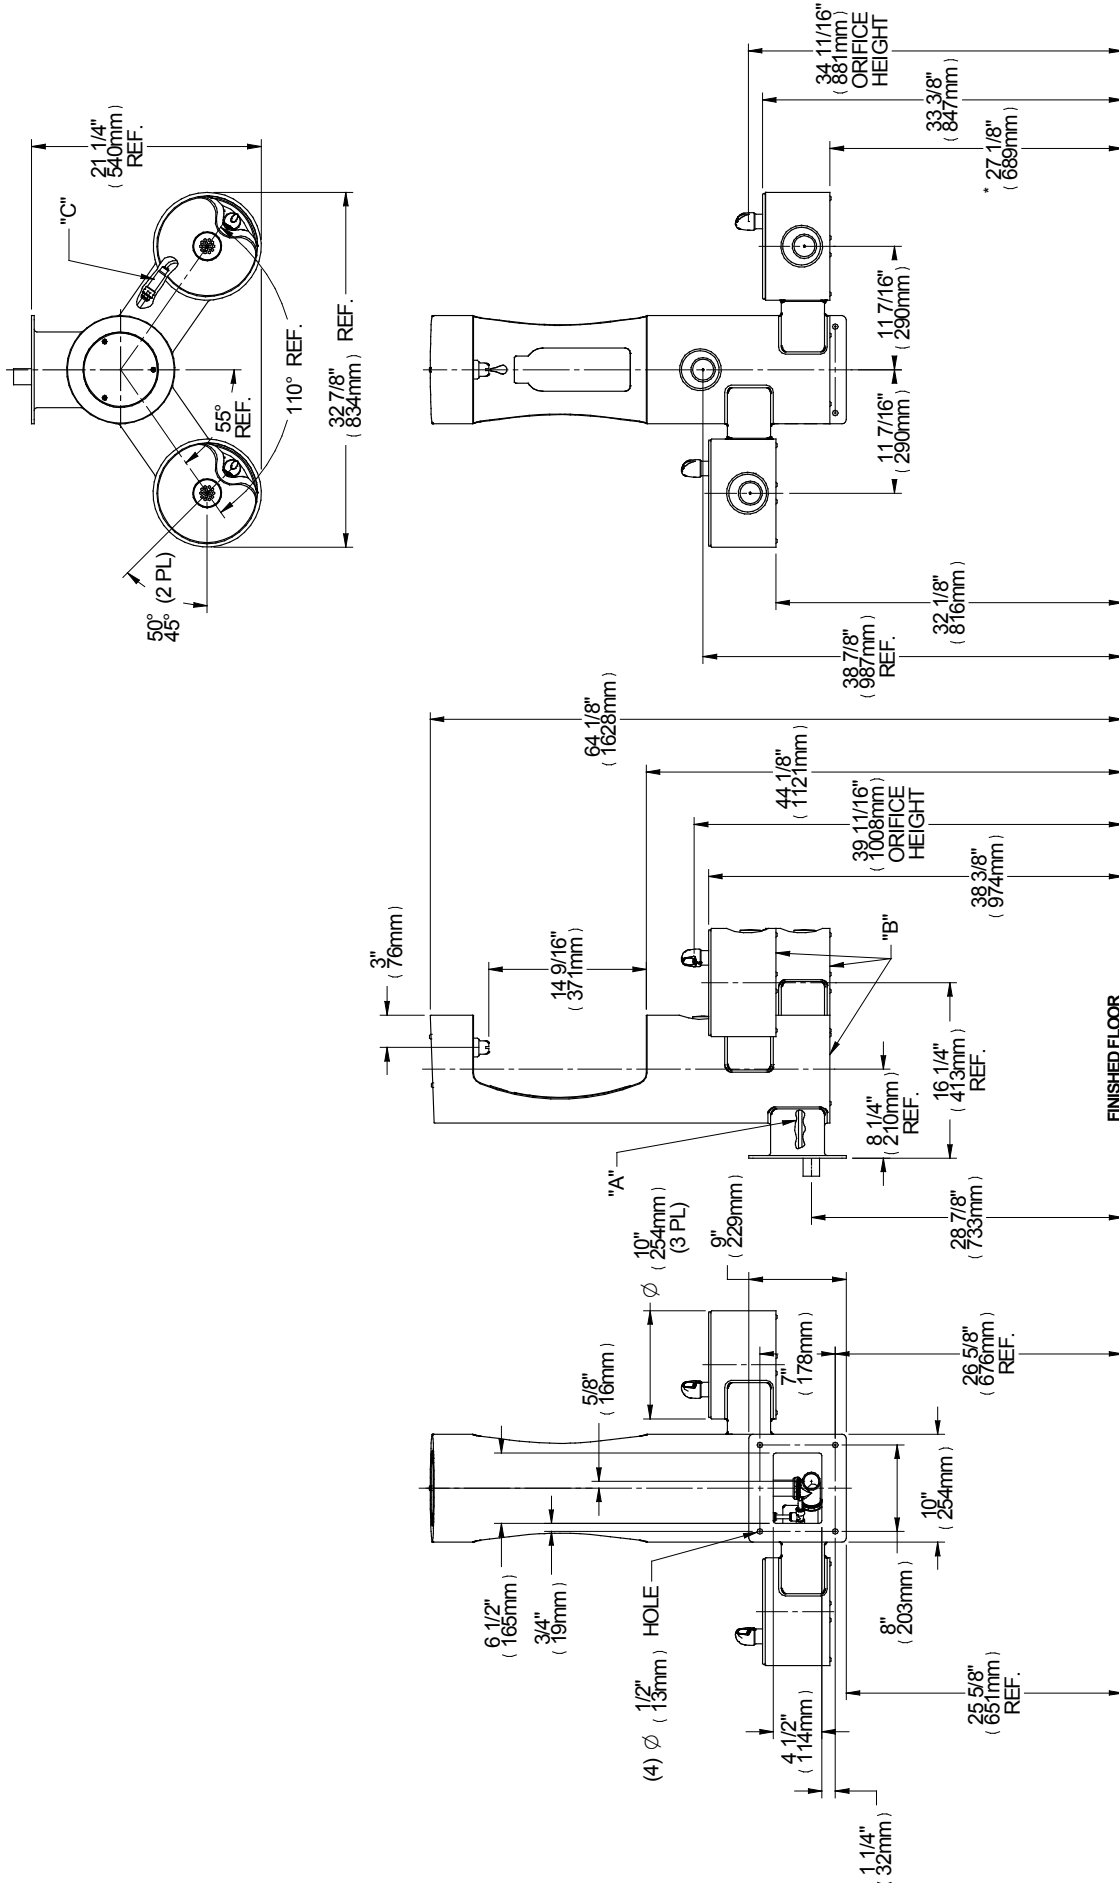 21 1/4"
( 540mm )
REF.
"C"
55°
REF.
110° REF.
32 7/8" REF.
( 834mm )
50° (2 PL)
45°
34 11/16"
( 881mm )
ORIFICE
HEIGHT
33 3/8"
( 847mm )
* 27 1/8"
( 689mm )
11 7/16"
( 290mm )
11 7/16"
( 290mm )
32 1/8"
( 816mm )
38 7/8"
( 987mm )
REF.
64 1/8"
( 1628mm )
44 1/8"
( 1121mm )
39 11/16"
( 1008mm )
ORIFICE
HEIGHT
38 3/8"
( 974mm )
3"
( 76mm )
14 9/16"
( 371mm )
"B"
"A"
16 1/4"
( 413mm )
REF.
8 1/4"
( 210mm )
REF.
28 7/8"
( 733mm )
FINISHED FLOOR
10"
Ø ( 254mm )
(3 PL)
9"
( 229mm )
5/8"
( 16mm )
7"
( 178mm )
26 5/8"
( 676mm )
REF.
6 1/2"
( 165mm )
3/4"
( 19mm )
(4) Ø 1/2" HOLE
( 13mm )
10"
( 254mm )
8"
( 203mm )
4 1/2"
( 114mm )
25 5/8"
( 651mm )
REF.
1 1/4"
( 32mm )